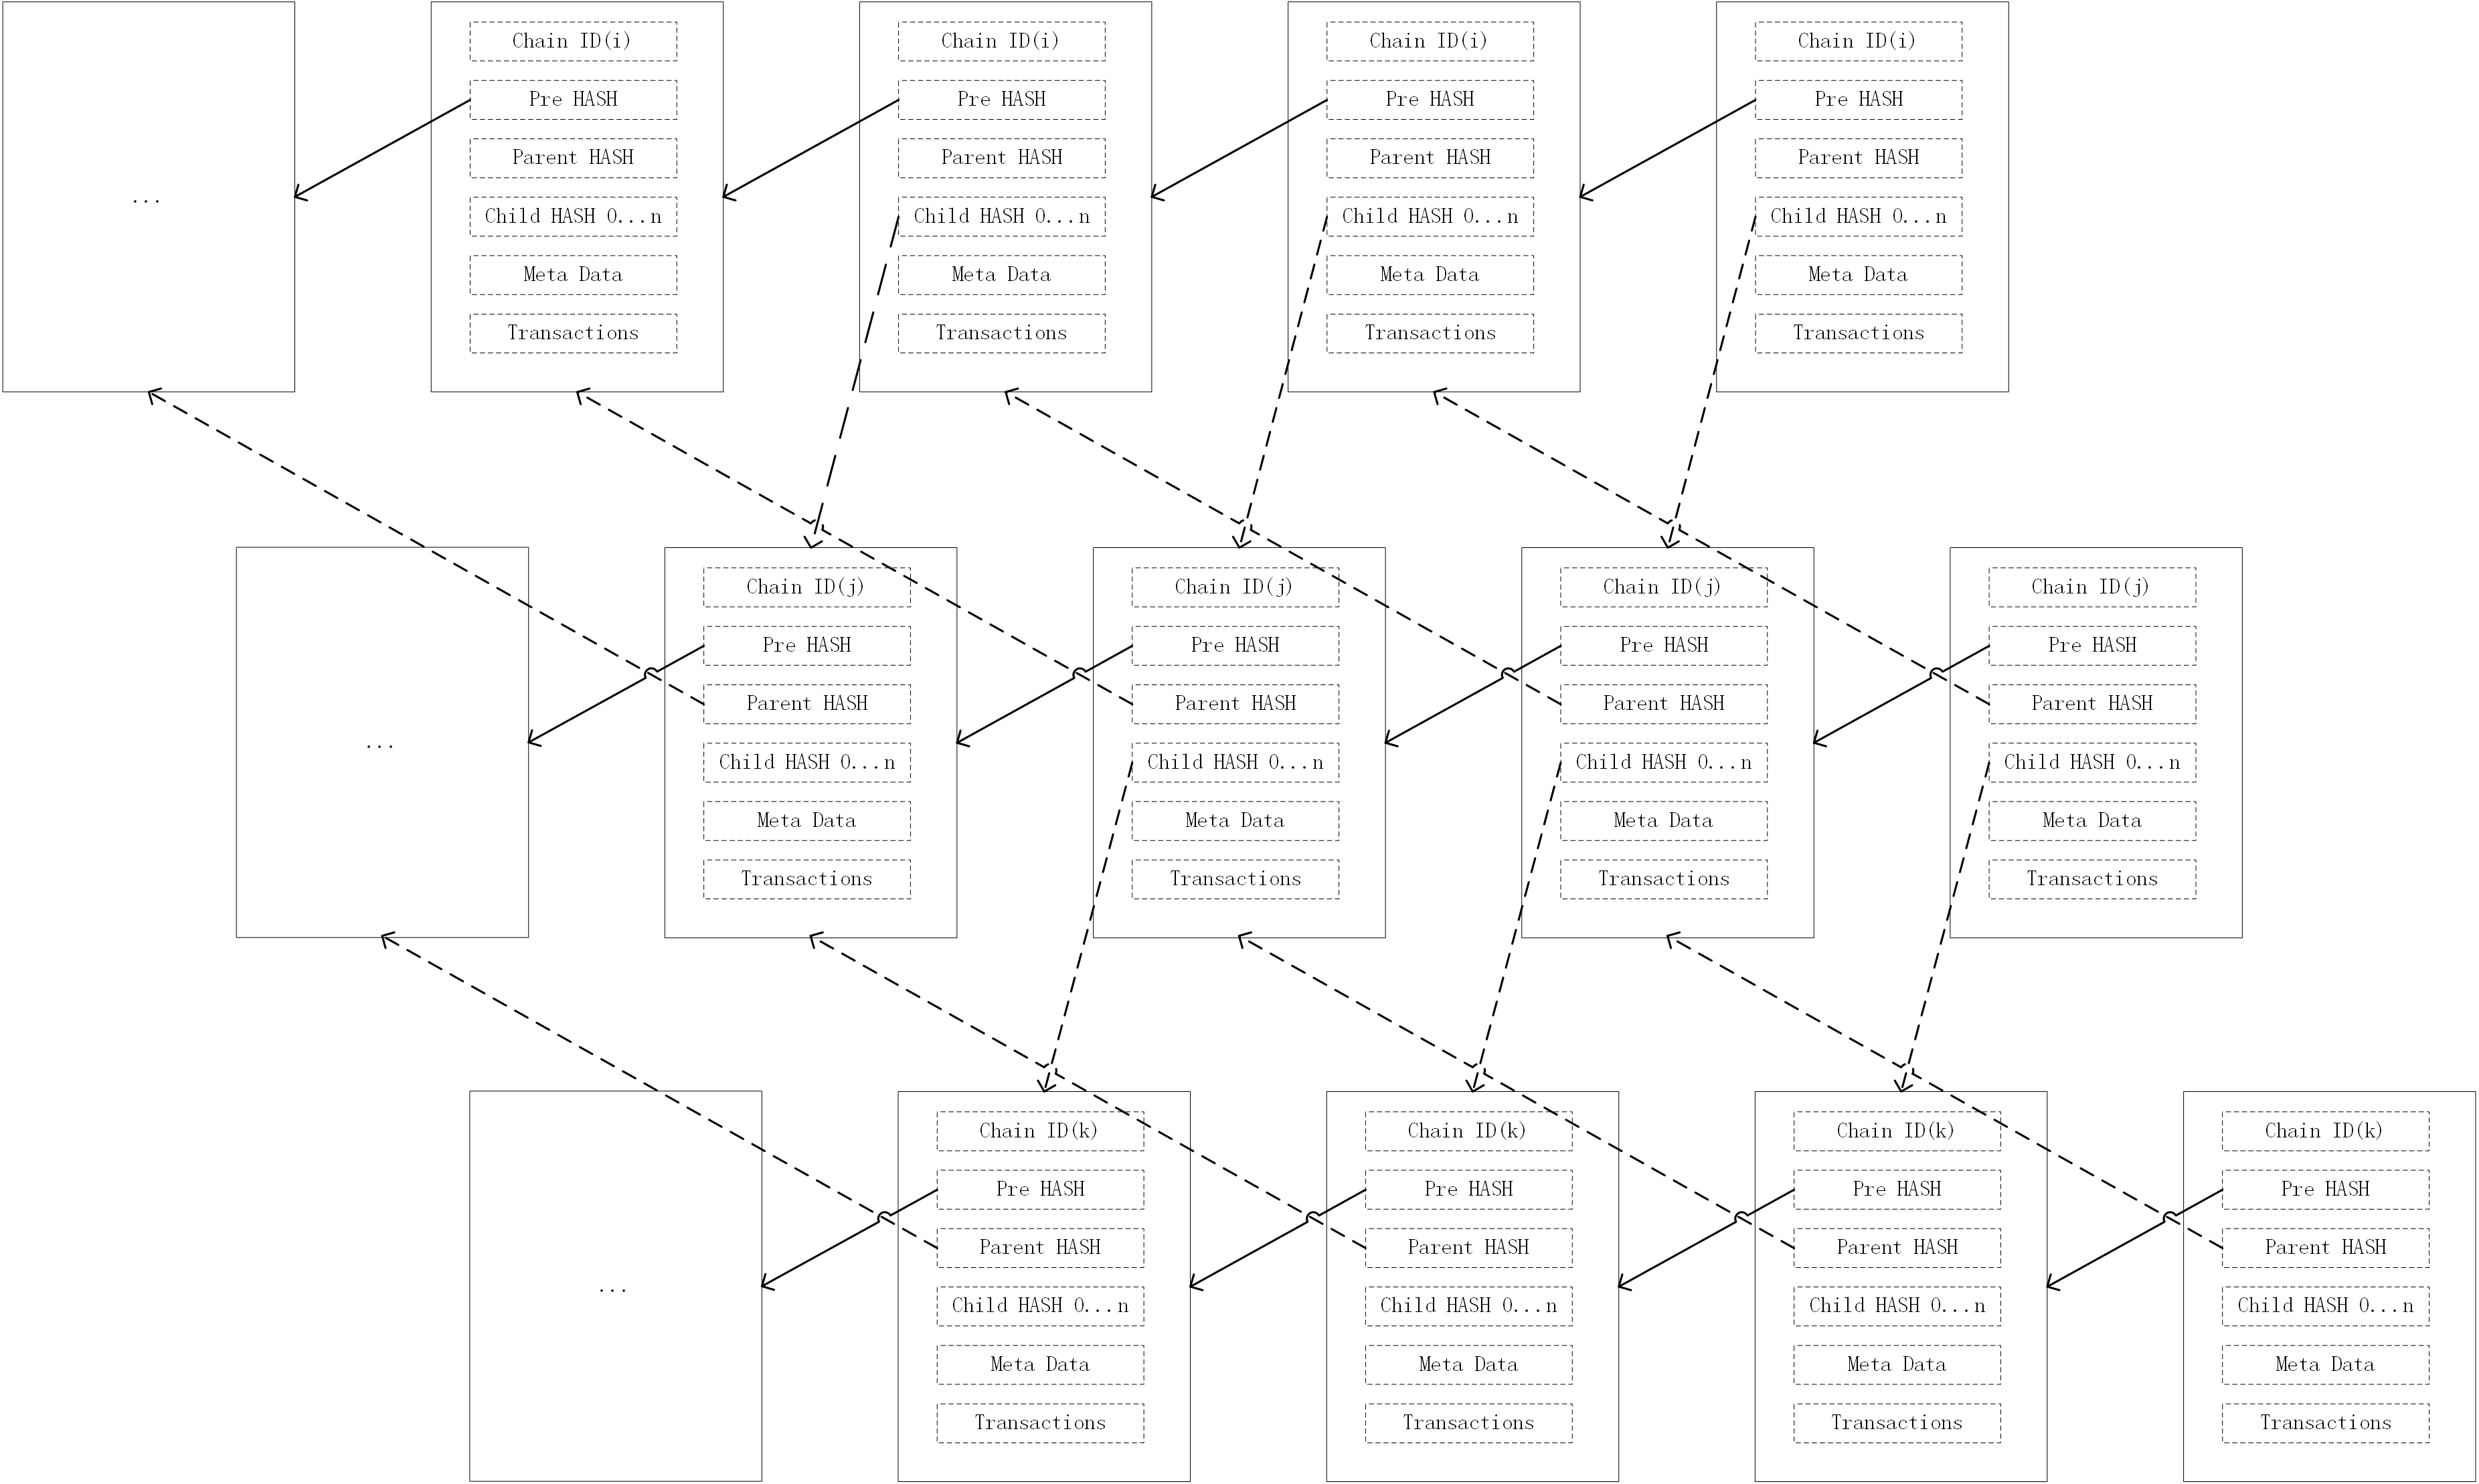 ...
Chain ID(i)
Pre HASH
Parent HASH
Child HASH 0...n
Meta Data
Transactions
Chain ID(i)
Pre HASH
Parent HASH
Child HASH 0...n
Meta Data
Transactions
Chain ID(i)
Pre HASH
Parent HASH
Child HASH 0...n
Meta Data
Transactions
Chain ID(i)
Pre HASH
Parent HASH
Child HASH 0...n
Meta Data
Transactions
...
Chain ID(j)
Pre HASH
Parent HASH
Child HASH 0...n
Meta Data
Transactions
Chain ID(j)
Pre HASH
Parent HASH
Child HASH 0...n
Meta Data
Transactions
Chain ID(j)
Pre HASH
Parent HASH
Child HASH 0...n
Meta Data
Transactions
Chain ID(j)
Pre HASH
Parent HASH
Child HASH 0...n
Meta Data
Transactions
...
Chain ID(k)
Pre HASH
Parent HASH
Child HASH 0...n
Meta Data
Transactions
Chain ID(k)
Pre HASH
Parent HASH
Child HASH 0...n
Meta Data
Transactions
Chain ID(k)
Pre HASH
Parent HASH
Child HASH 0...n
Meta Data
Transactions
Chain ID(k)
Pre HASH
Parent HASH
Child HASH 0...n
Meta Data
Transactions